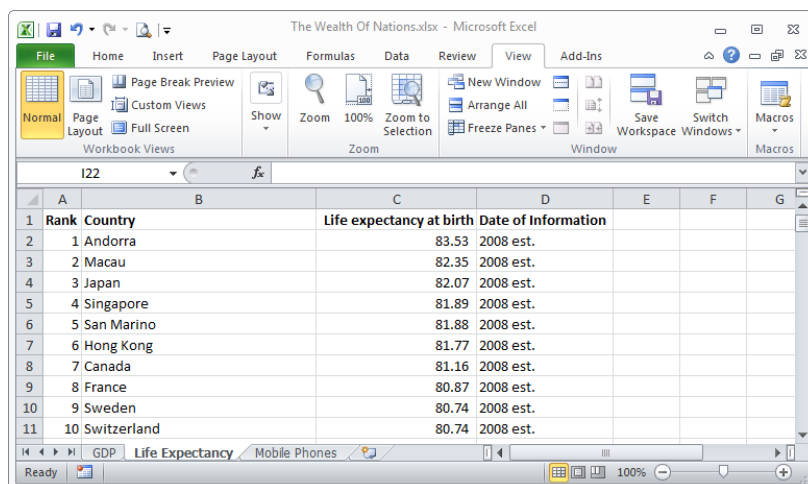 The Wealth Of Nations.xlsx - Microsoft Excel
File Home Insert Page Layout Formulas Data Review View Add-Ins
Normal Page Layout Page Break Preview Custom Views Full Screen Show Zoom 100% Zoom to Selection New Window Arrange All Freeze Panes Save Workspace Switch Windows Macros
Workbook Views Zoom Window Macros
I22 fx
A B C D E F G
1 Rank Country Life expectancy at birth Date of Information
2 1 Andorra 83.53 2008 est.
3 2 Macau 82.35 2008 est.
4 3 Japan 82.07 2008 est.
5 4 Singapore 81.89 2008 est.
6 5 San Marino 81.88 2008 est.
7 6 Hong Kong 81.77 2008 est.
8 7 Canada 81.16 2008 est.
9 8 France 80.87 2008 est.
10 9 Sweden 80.74 2008 est.
11 10 Switzerland 80.74 2008 est.
GDP Life Expectancy Mobile Phones
Ready 100%